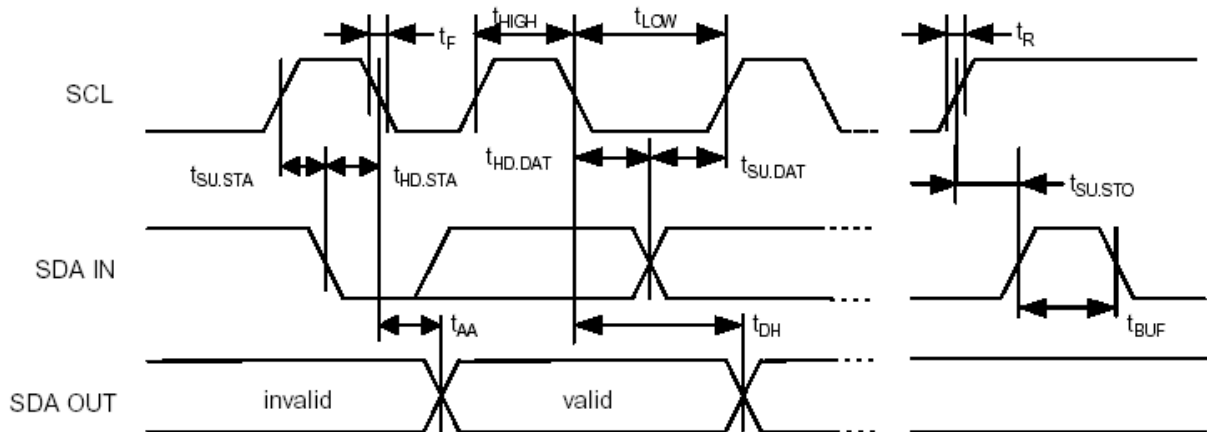 tHIGH tLOW
tF tR
SCL
tSU.STA tHD.STA tHD.DAT tSU.DAT tSU.STO
SDA IN
tAA tDH tBUF
SDA OUT invalid valid